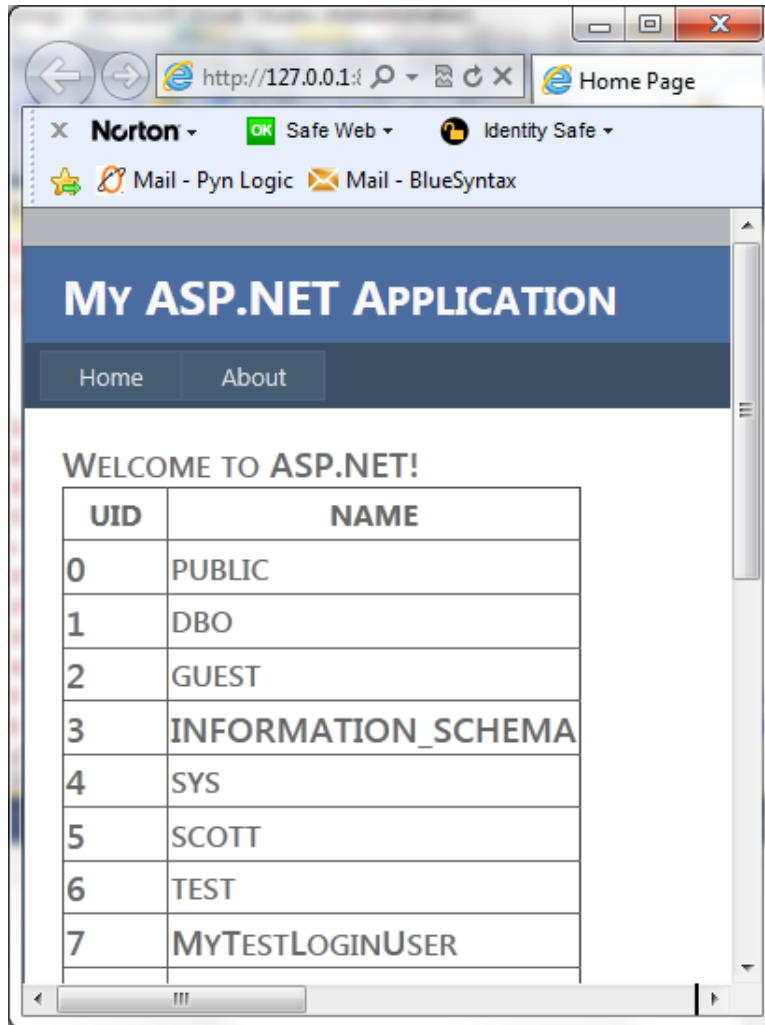 http://127.0.0.1:8
Home Page
Norton
OK Safe Web
Identity Safe
Mail - Pyn Logic
Mail - BlueSyntax
My ASP.NET Application
Home
About
Welcome to ASP.NET!
UID NAME
0 PUBLIC
1 DBO
2 GUEST
3 INFORMATION_SCHEMA
4 SYS
5 SCOTT
6 TEST
7 MyTestLoginUser